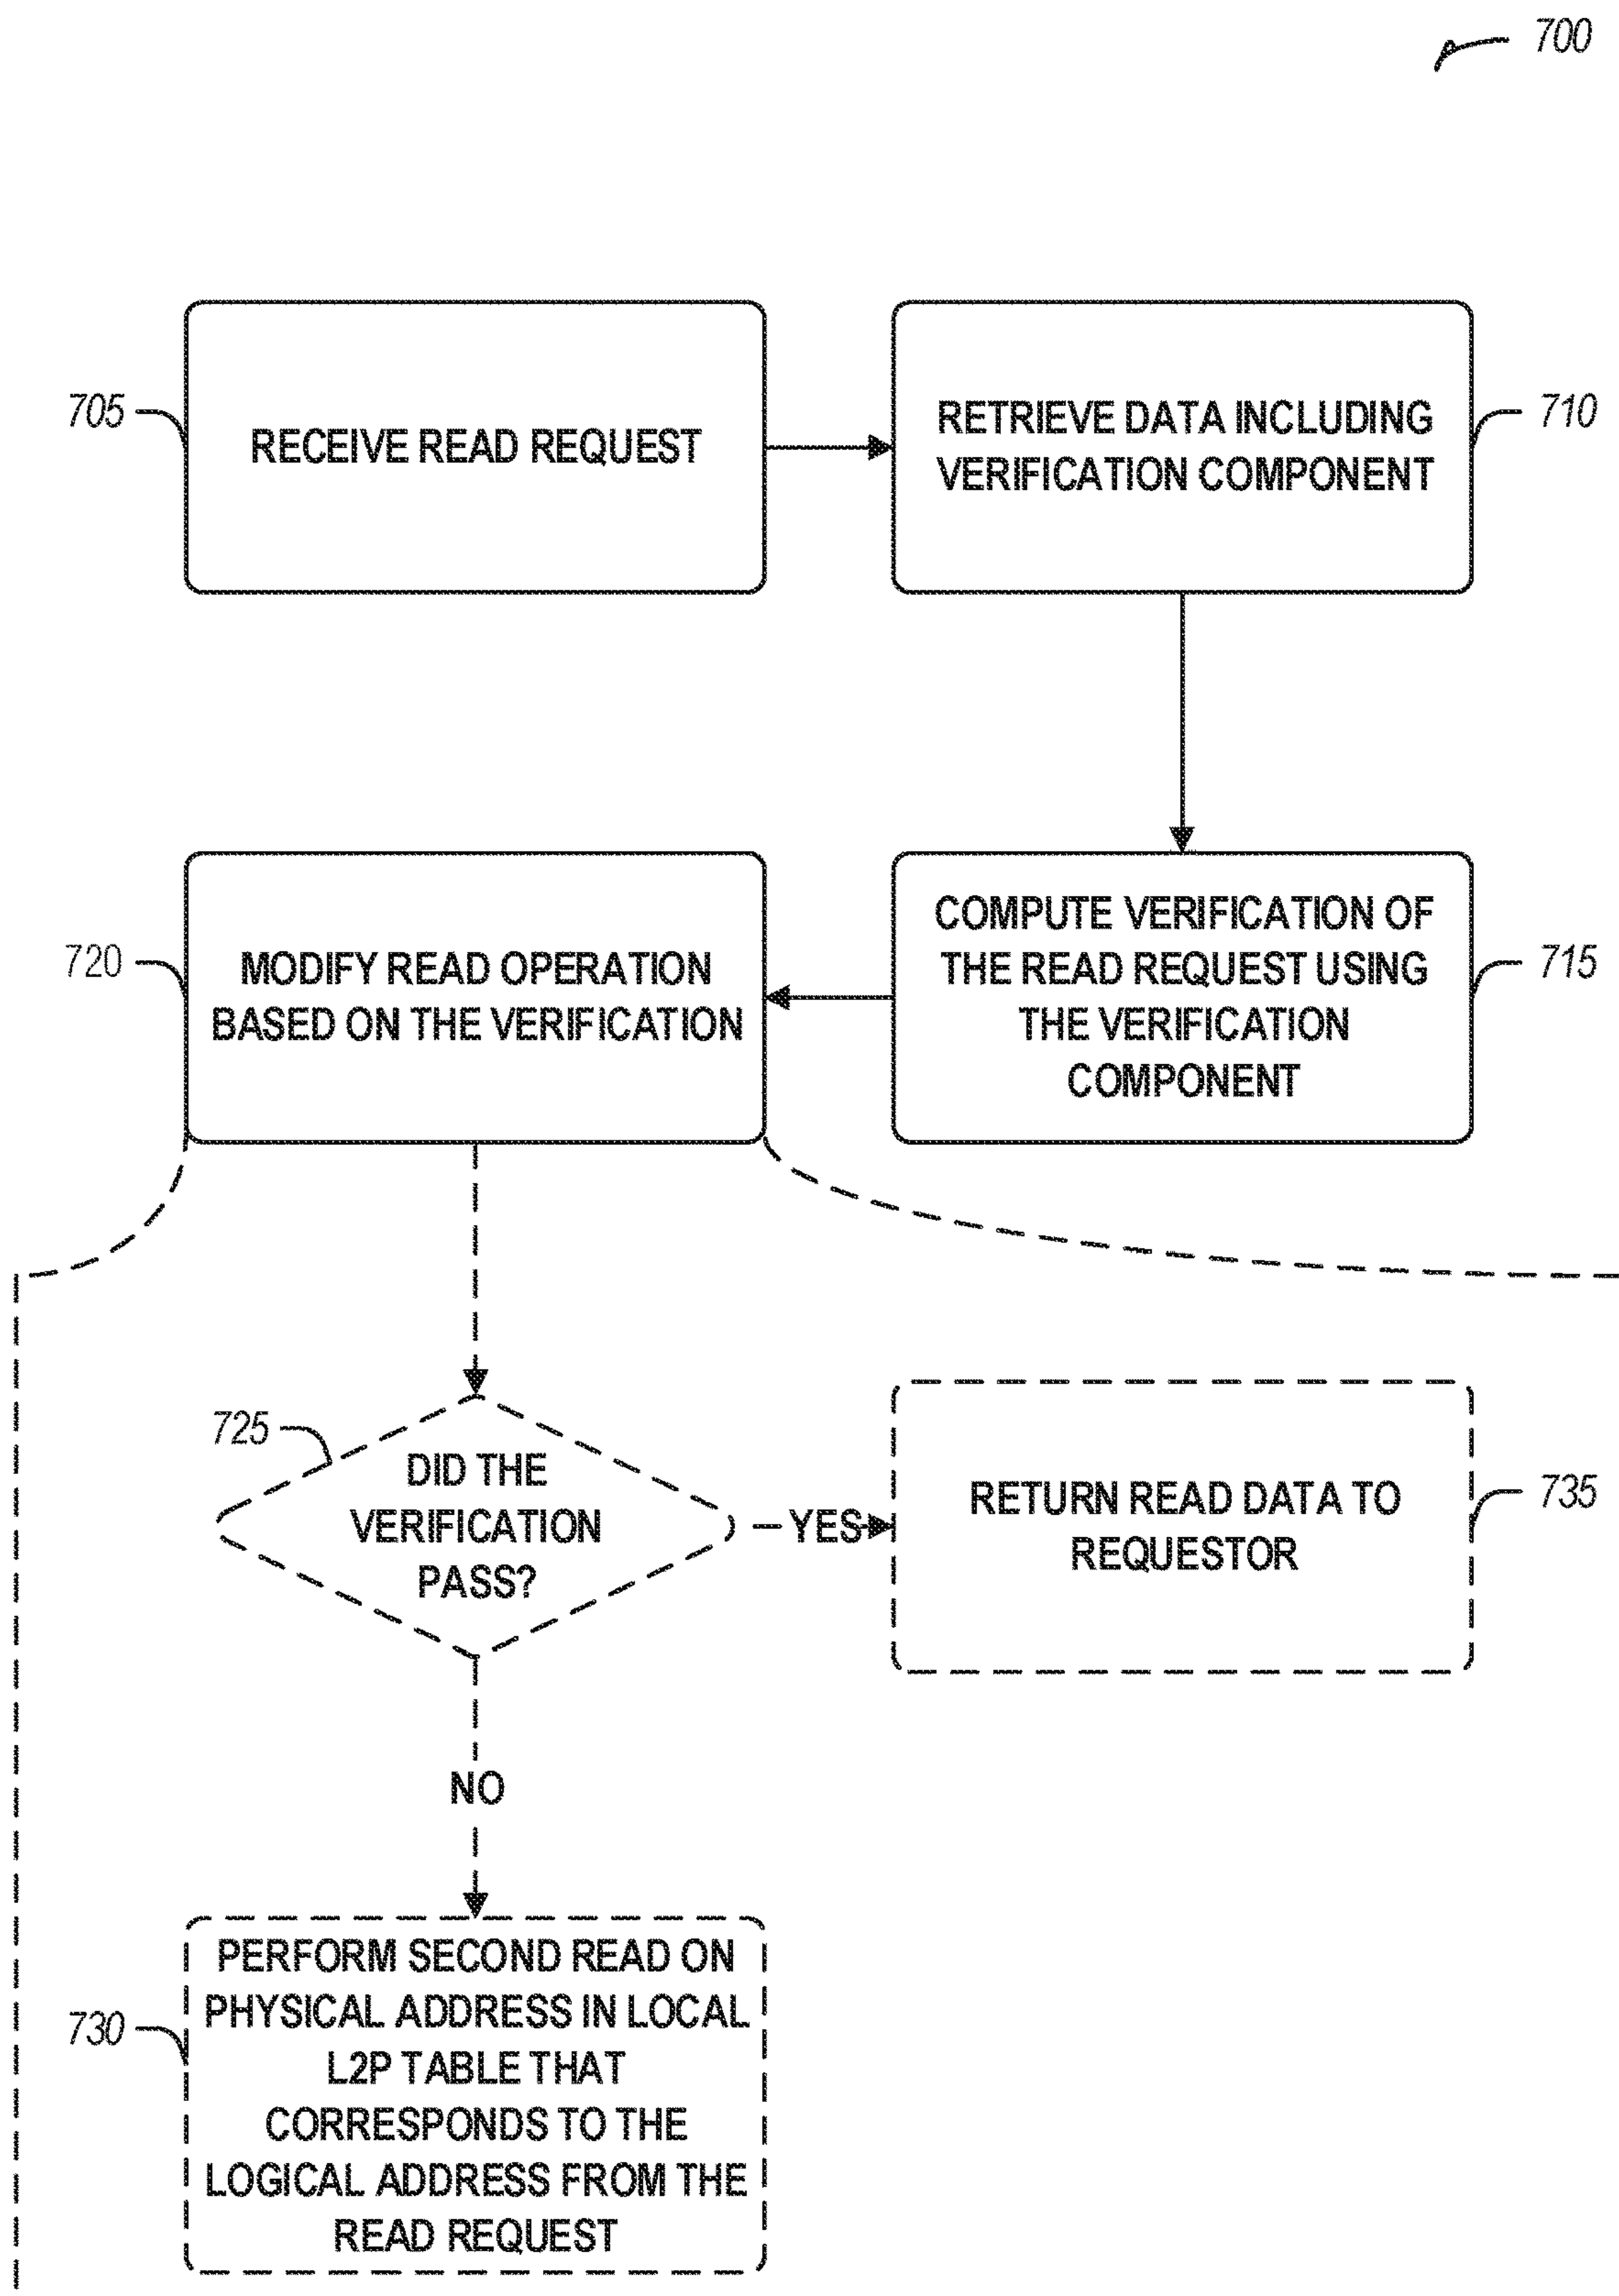 700
705
RECEIVE READ REQUEST
RETRIEVE DATA INCLUDING
VERIFICATION COMPONENT
710
720
MODIFY READ OPERATION
BASED ON THE VERIFICATION
COMPUTE VERIFICATION OF
THE READ REQUEST USING
THE VERIFICATION
COMPONENT
715
725
DID THE
VERIFICATION
PASS?
YES
RETURN READ DATA TO
REQUESTOR
735
NO
730
PERFORM SECOND READ ON
PHYSICAL ADDRESS IN LOCAL
L2P TABLE THAT
CORRESPONDS TO THE
LOGICAL ADDRESS FROM THE
READ REQUEST